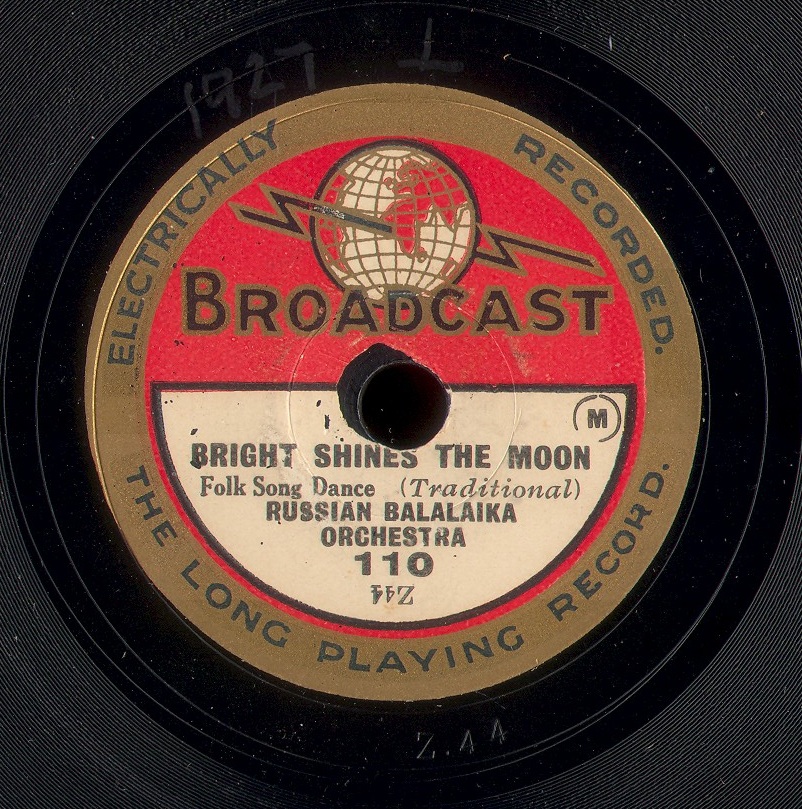 1927
ELECTRICALLY RECORDED.
BROADCAST
M
BRIGHT SHINES THE MOON
Folk Song Dance (Traditional)
RUSSIAN BALALAIKA
ORCHESTRA
110
Z44
THE LONG PLAYING RECORD.
Z.44